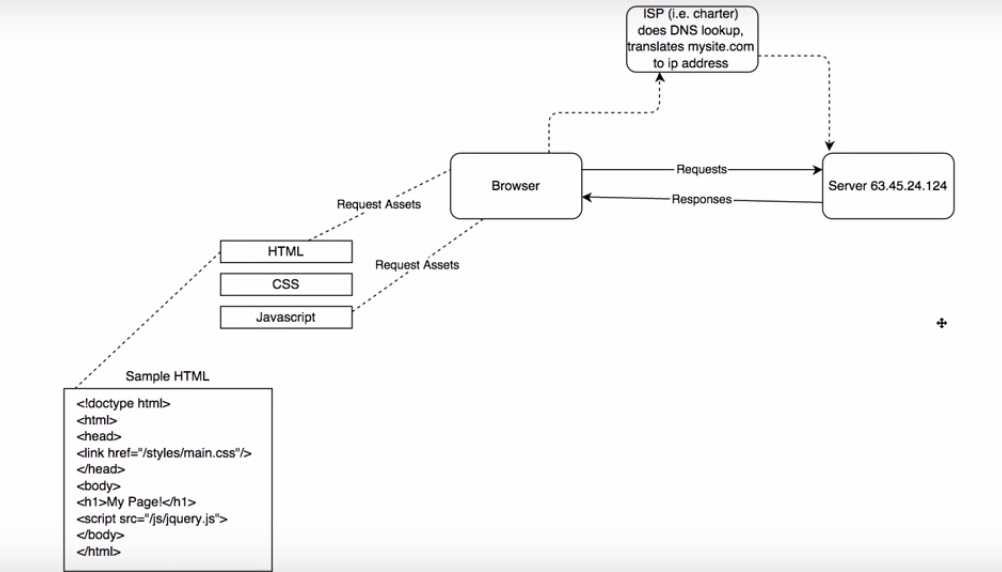 ISP (i.e. charter)
does DNS lookup,
translates mysite.com
to ip address
Browser
Requests
Responses
Server 63.45.24.124
Request Assets
Request Assets
HTML
CSS
Javascript
Sample HTML
<!doctype html>
<html>
<head>
<link href="/styles/main.css"/>
</head>
<body>
<h1>My Page!</h1>
<script src="/js/jquery.js">
</body>
</html>